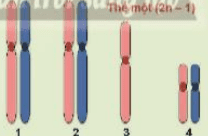 Thể một (2n – 1)
1 2 3 4